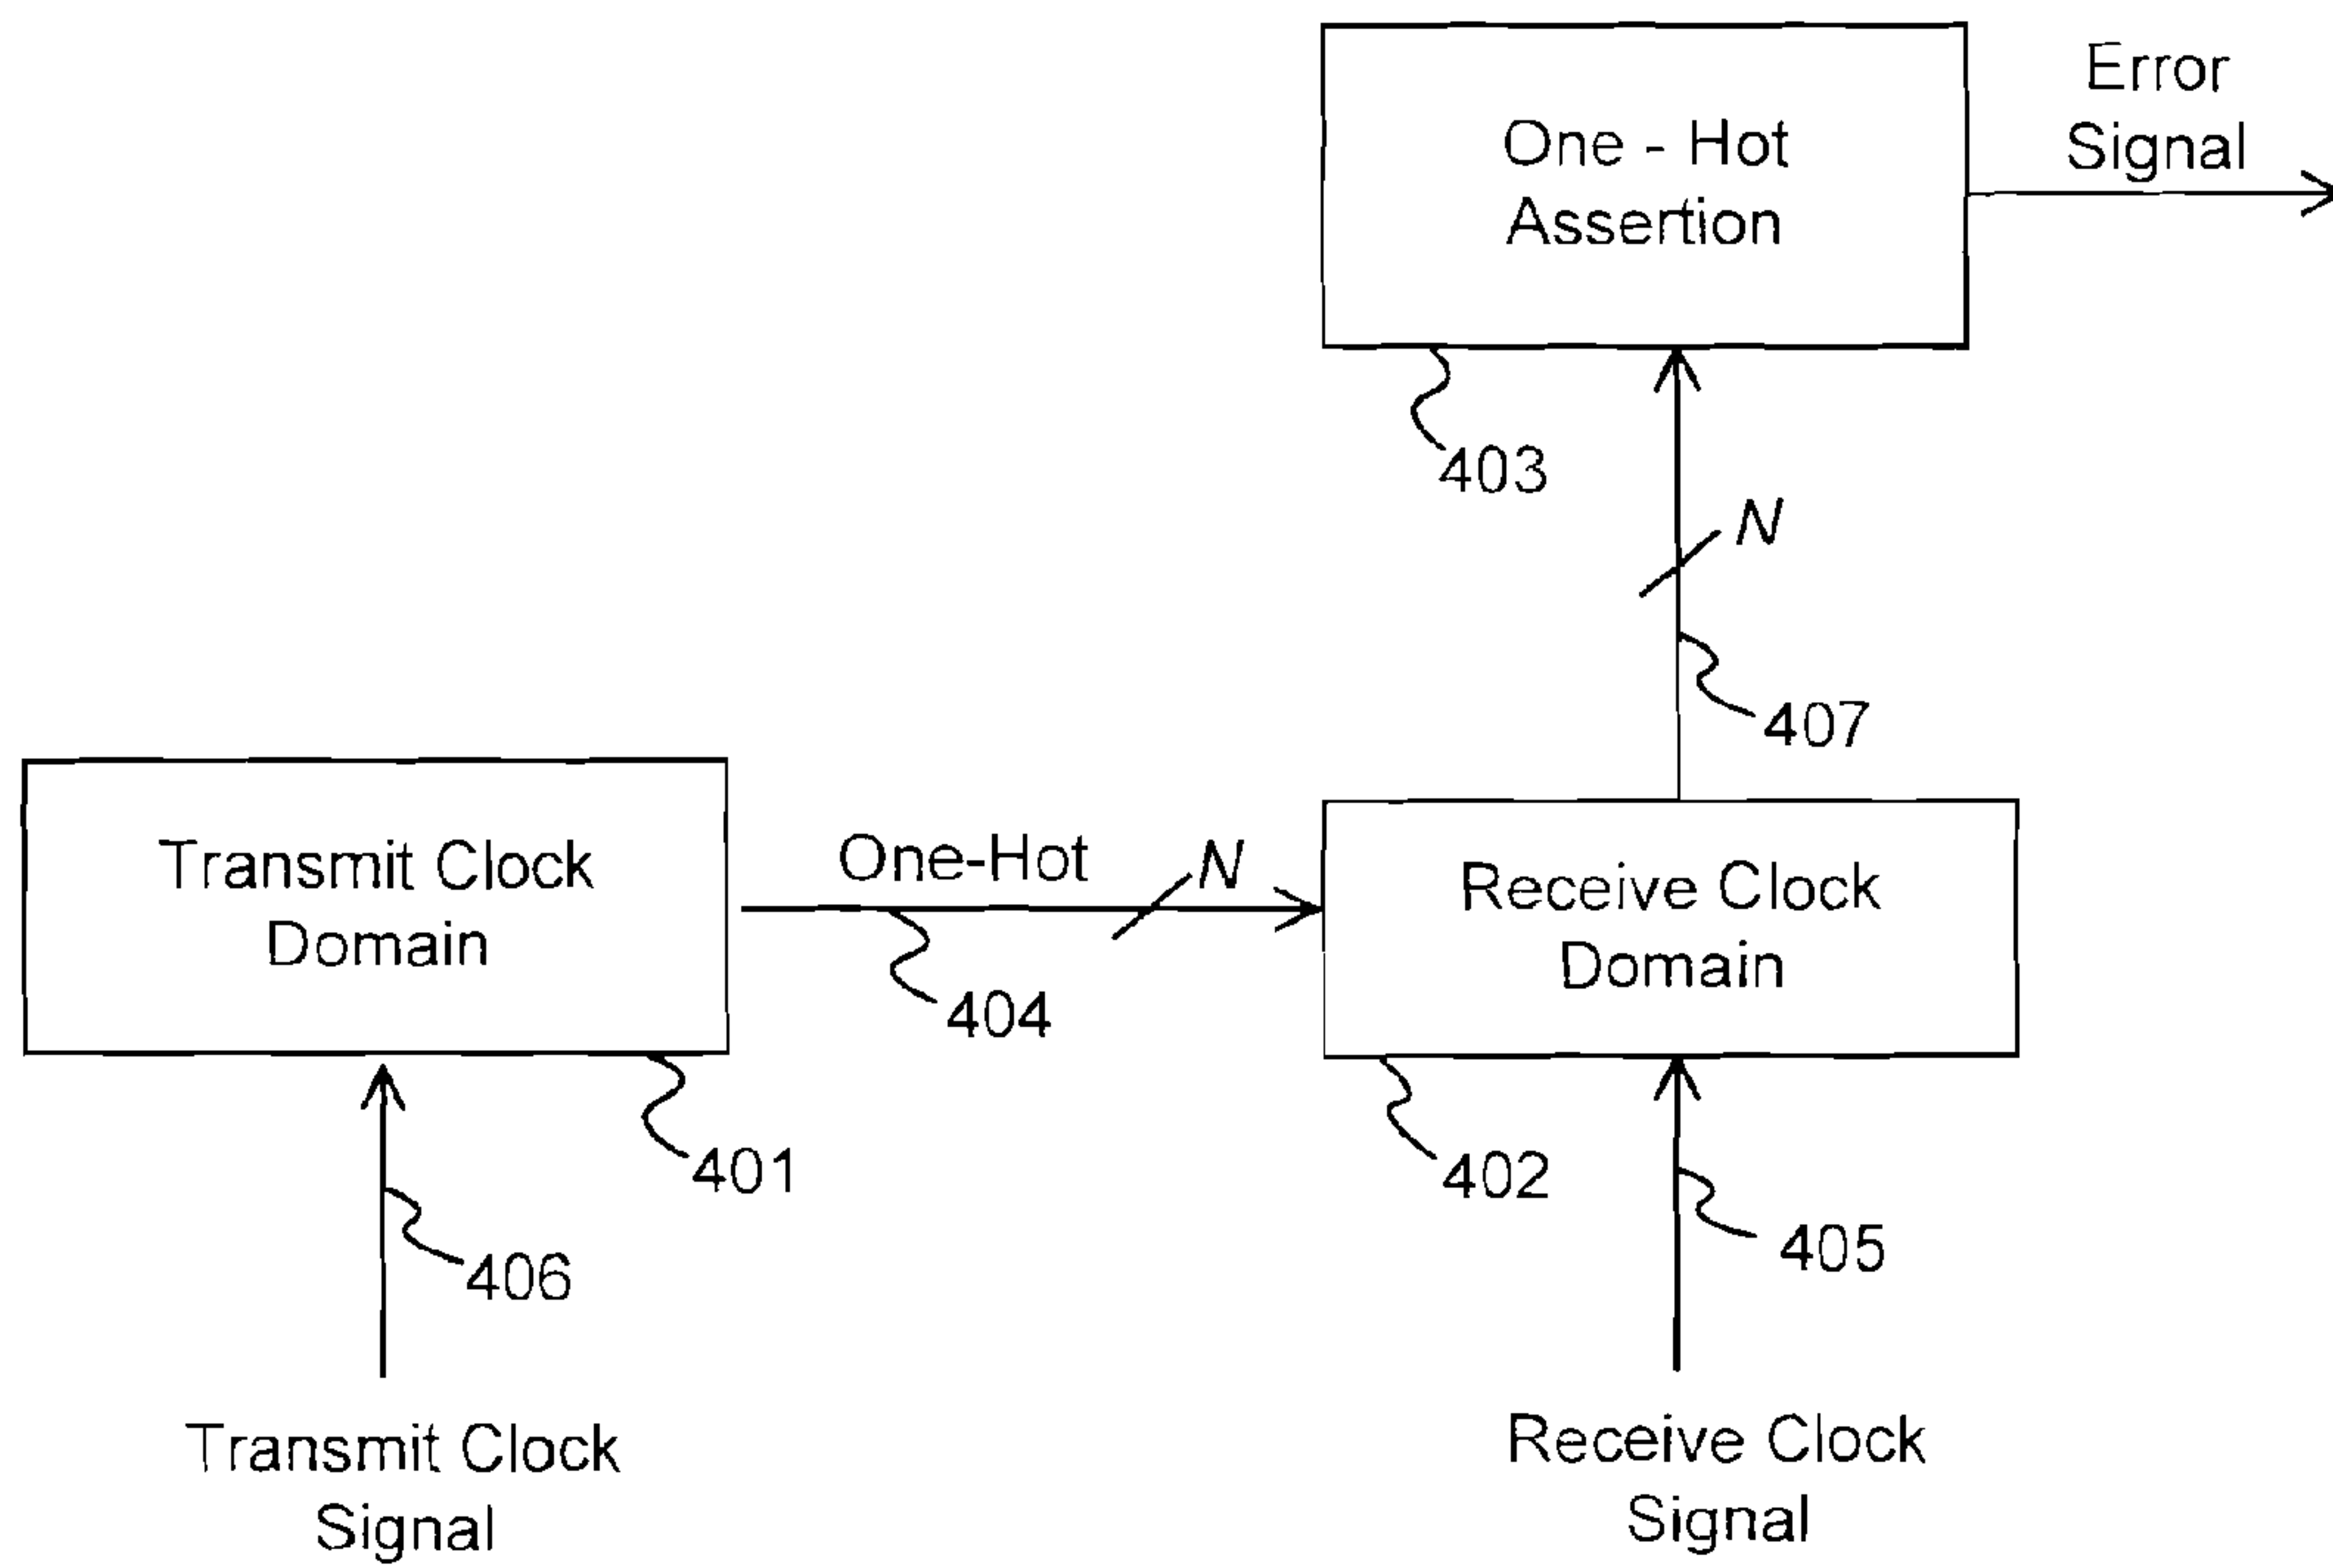 Error
Signal
One - Hot
Assertion
403
N
407
Transmit Clock
Domain
One-Hot
N
Receive Clock
Domain
404
401
402
406
405
Transmit Clock
Signal
Receive Clock
Signal